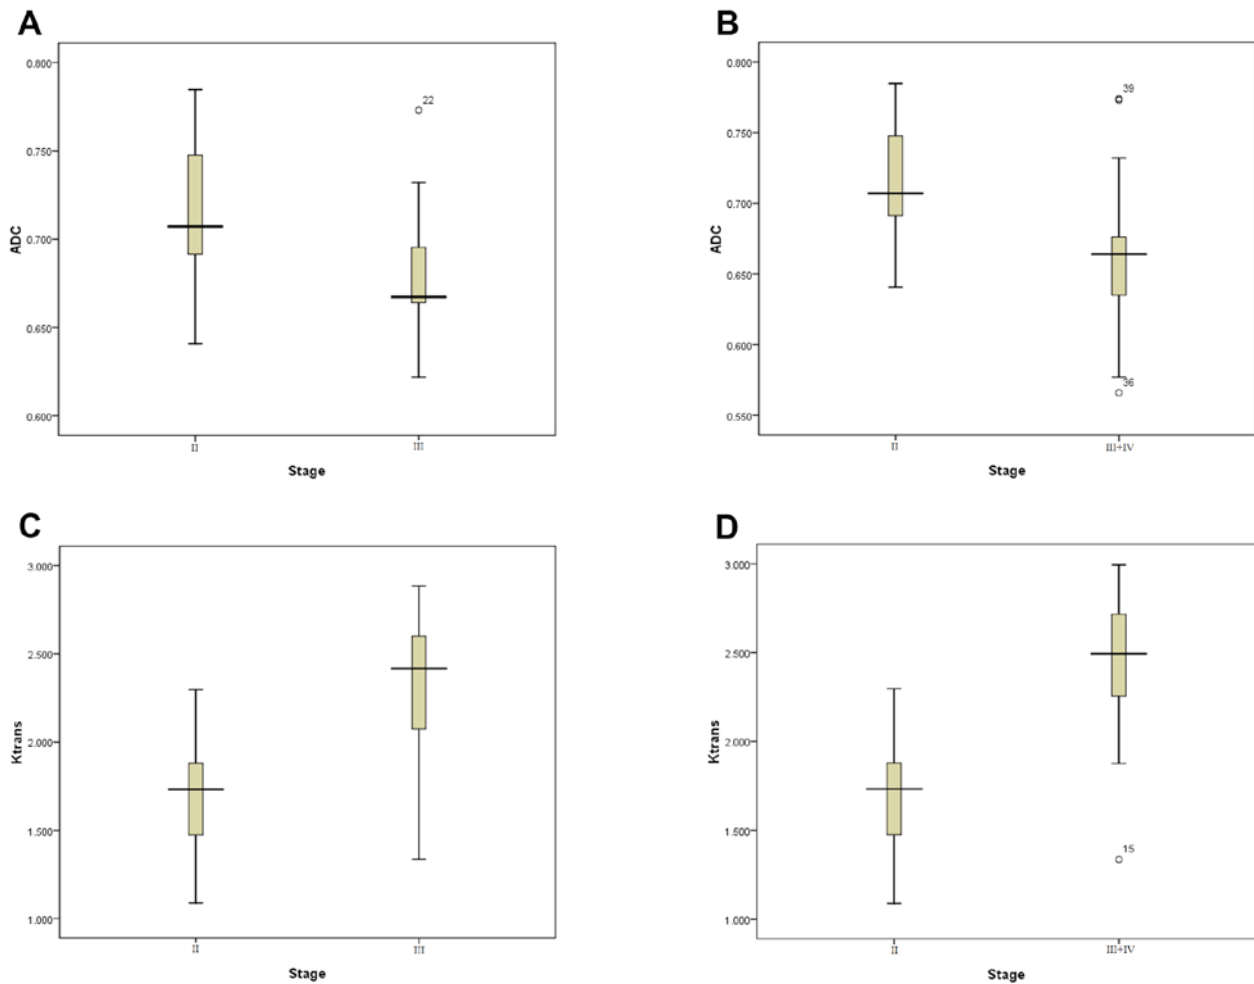 A
0.800
0.750
0.700
0.650
0.600
ADC
22
II
III
Stage
B
0.800
0.750
0.700
0.650
0.600
0.550
ADC
39
36
II
III+IV
Stage
C
3.000
2.500
2.000
1.500
1.000
Ktrans
II
III
Stage
D
3.000
2.500
2.000
1.500
1.000
Ktrans
15
II
III+IV
Stage